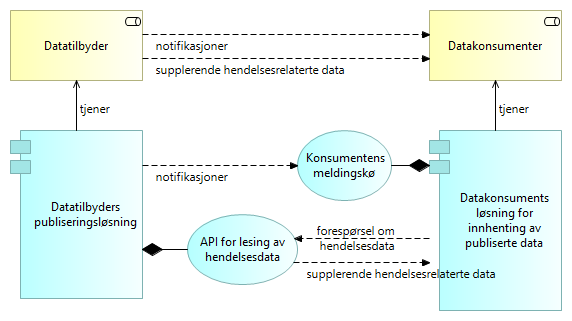 Datatilbyder
notifikasjoner
Datakonsumenter
supplerende hendelsesrelaterte data
tjener
tjener
Datatilbyders
publiseringsløsning
notifikasjoner
Konsumentens
meldingskø
Datakonsuments
løsning for
innhenting av
publiserte data
API for lesing av
hendelsesdata
forespørsel om
hendelsesdata
supplerende hendelsesrelaterte data